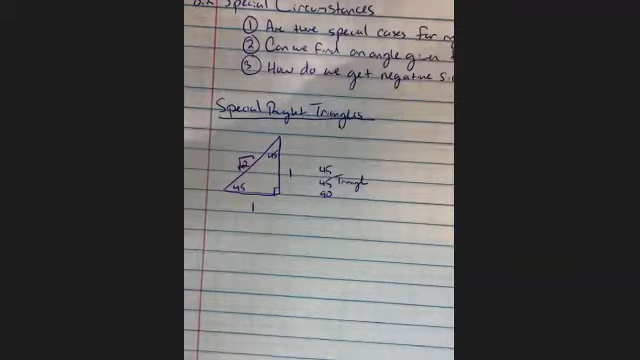 Special Circumstances
① Are there special cases for
② Can we find an angle given
③ How do we get negative
Special Right Triangles
45
√2
1
45
1
45
45 Triangle
90